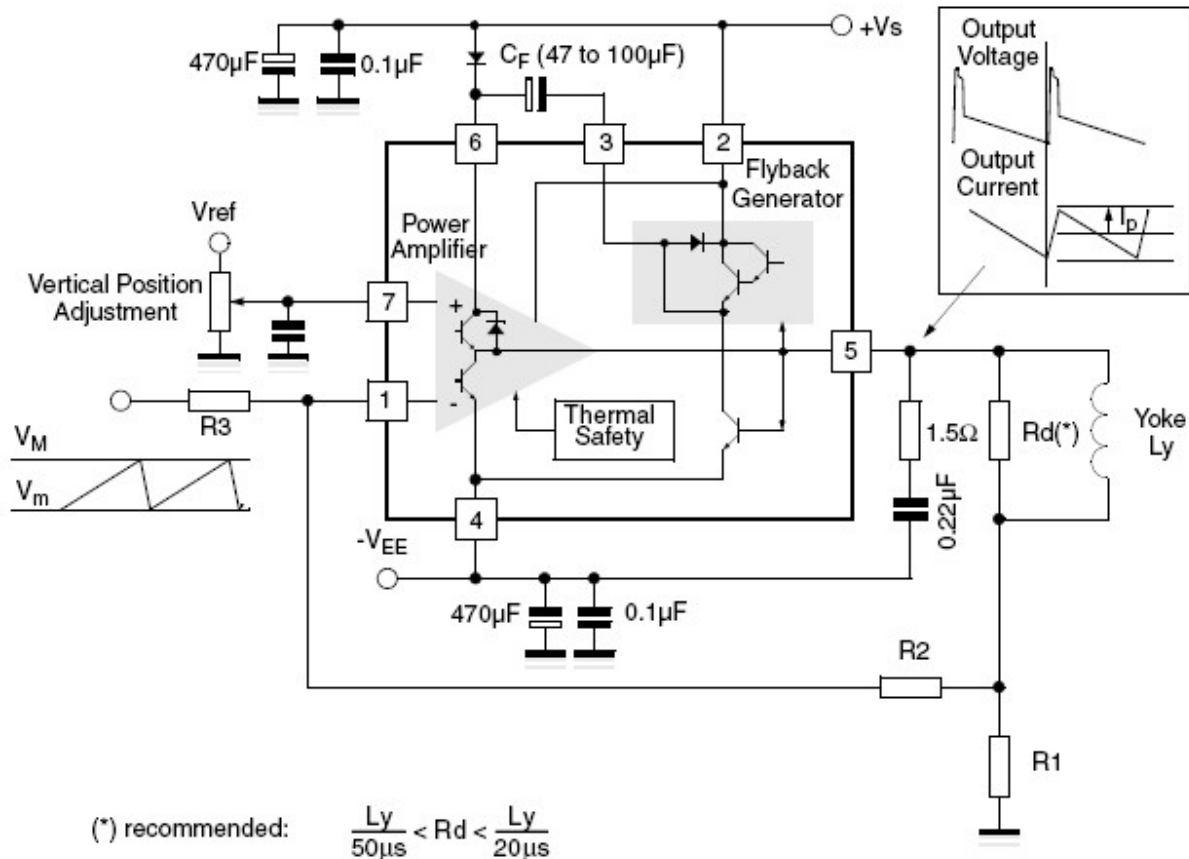 +Vs
Output
Voltage
470µF
0.1µF
C_F (47 to 100µF)
6
3
2
Output
Current
I_p
Flyback
Generator
Power
Amplifier
Vref
Vertical Position
Adjustment
7
+
5
1
-
R3
Thermal
Safety
1.5Ω
Rd(*)
Yoke
Ly
V_M
V_m
0.22µF
4
-V_EE
470µF
0.1µF
R2
R1
(*) recommended: Ly/50µs < Rd < Ly/20µs